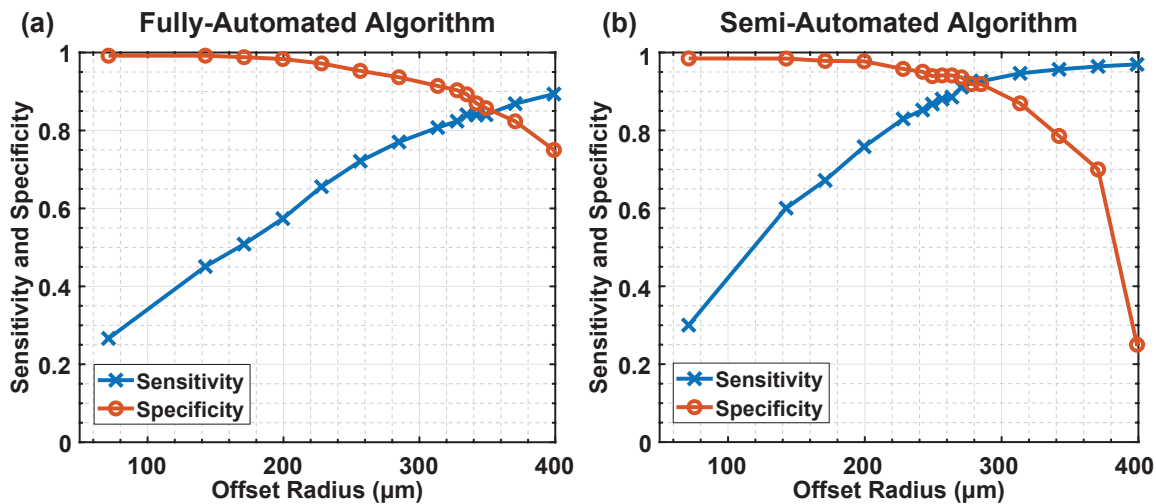 (a) Fully-Automated Algorithm
Sensitivity and Specificity
1
0.8
0.6
0.4
0.2
0
Sensitivity
Specificity
100 200 300 400
Offset Radius (μm)
(b) Semi-Automated Algorithm
Sensitivity and Specificity
1
0.8
0.6
0.4
0.2
0
Sensitivity
Specificity
100 200 300 400
Offset Radius (μm)